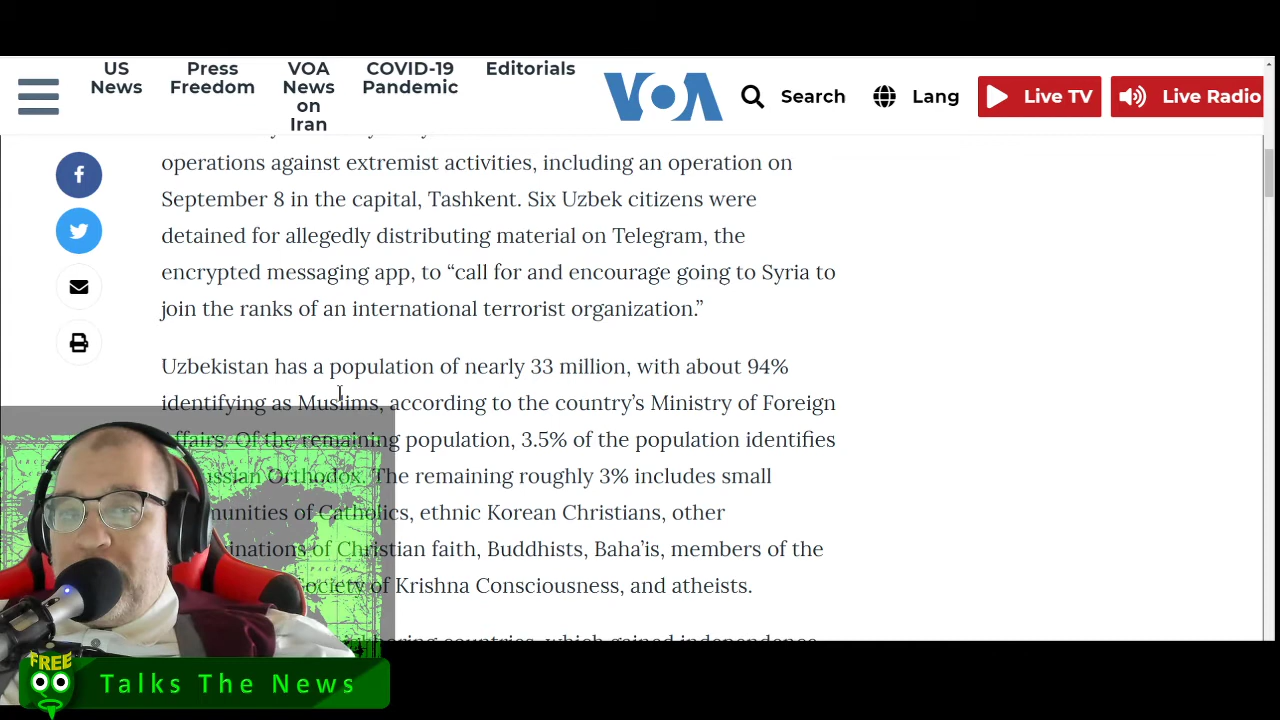 US
News
Press
Freedom
VOA
News
on
Iran
COVID-19
Pandemic
Editorials
VOA
Search
Lang
Live TV
Live Radio
operations against extremist activities, including an operation on
September 8 in the capital, Tashkent. Six Uzbek citizens were
detained for allegedly distributing material on Telegram, the
encrypted messaging app, to “call for and encourage going to Syria to
join the ranks of an international terrorist organization.”
Uzbekistan has a population of nearly 33 million, with about 94%
identifying as Muslims, according to the country’s Ministry of Foreign
Affairs. Of the remaining population, 3.5% of the population identifies
Orthodox. The remaining roughly 3% includes small
of Catholics, ethnic Korean Christians, other
of Christian faith, Buddhists, Baha’is, members of the
Society of Krishna Consciousness, and atheists.
countries, which gained independence
FREE
Talks The News